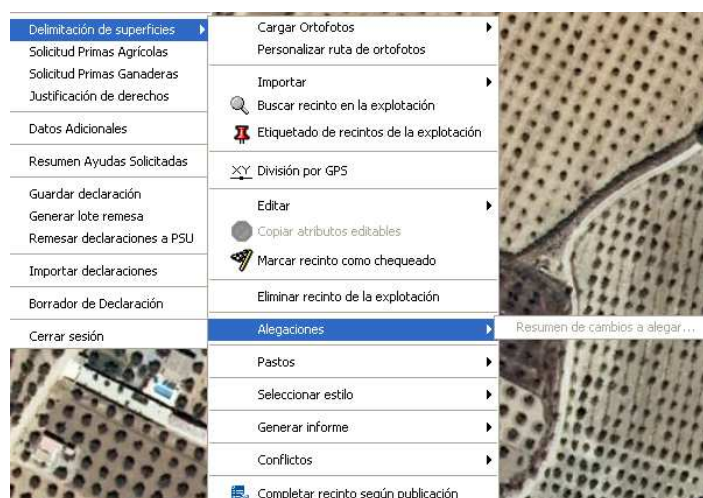 Delimitación de superficies
Solicitud Primas Agrícolas
Solicitud Primas Ganaderas
Justificación de derechos
Datos Adicionales
Resumen Ayudas Solicitadas
Guardar declaración
Generar lote remesa
Remesar declaraciones a PSU
Importar declaraciones
Borrador de Declaración
Cerrar sesión
Cargar Ortofotos
Personalizar ruta de ortofotos
Importar
Buscar recinto en la explotación
Etiquetado de recintos de la explotación
XY División por GPS
Editar
Copiar atributos editables
Marcar recinto como chequeado
Eliminar recinto de la explotación
Alegaciones
Pastos
Seleccionar estilo
Generar informe
Conflictos
Completar recinto según publicación
Resumen de cambios a alegar...